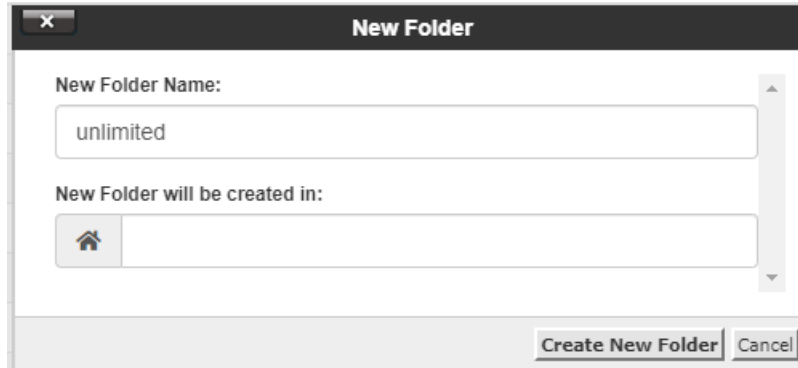 New Folder
New Folder Name:
unlimited
New Folder will be created in:
Create New Folder Cancel